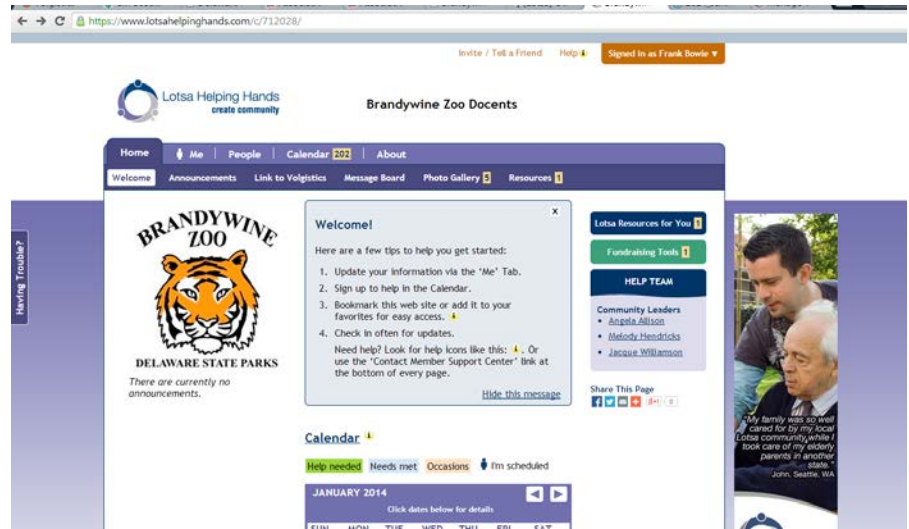 https://www.lotsahelpinghands.com/c/712028/
Invite / Tell a Friend Help Signed in as Frank Bowie ▼
Lotsa Helping Hands
create community
Brandywine Zoo Docents
Home Me People Calendar 202 About
Welcome Announcements Link to Volgistics Message Board Photo Gallery 5 Resources 1
Having Trouble?
BRANDYWINE
ZOO
DELAWARE STATE PARKS
There are currently no
announcements.
Welcome!
x
Here are a few tips to help you get started:
1. Update your information via the 'Me' Tab.
2. Sign up to help in the Calendar.
3. Bookmark this web site or add it to your
favorites for easy access.
4. Check in often for updates.
Need help? Look for help icons like this: . Or
use the 'Contact Member Support Center' link at
the bottom of every page.
Hide this message
Lotsa Resources for You 1
Fundraising Tools 1
HELP TEAM
Community Leaders
• Angela Allison
• Melody Hendricks
• Jacque Williamson
Share This Page
"My family was so well
cared for by my local
Lotsa community, while I
took care of my elderly
parents in another
state."
John, Seattle, WA
Calendar
Help needed Needs met Occasions I'm scheduled
JANUARY 2014
Click dates below for details
SUN MON TUE WED THU FRI SAT